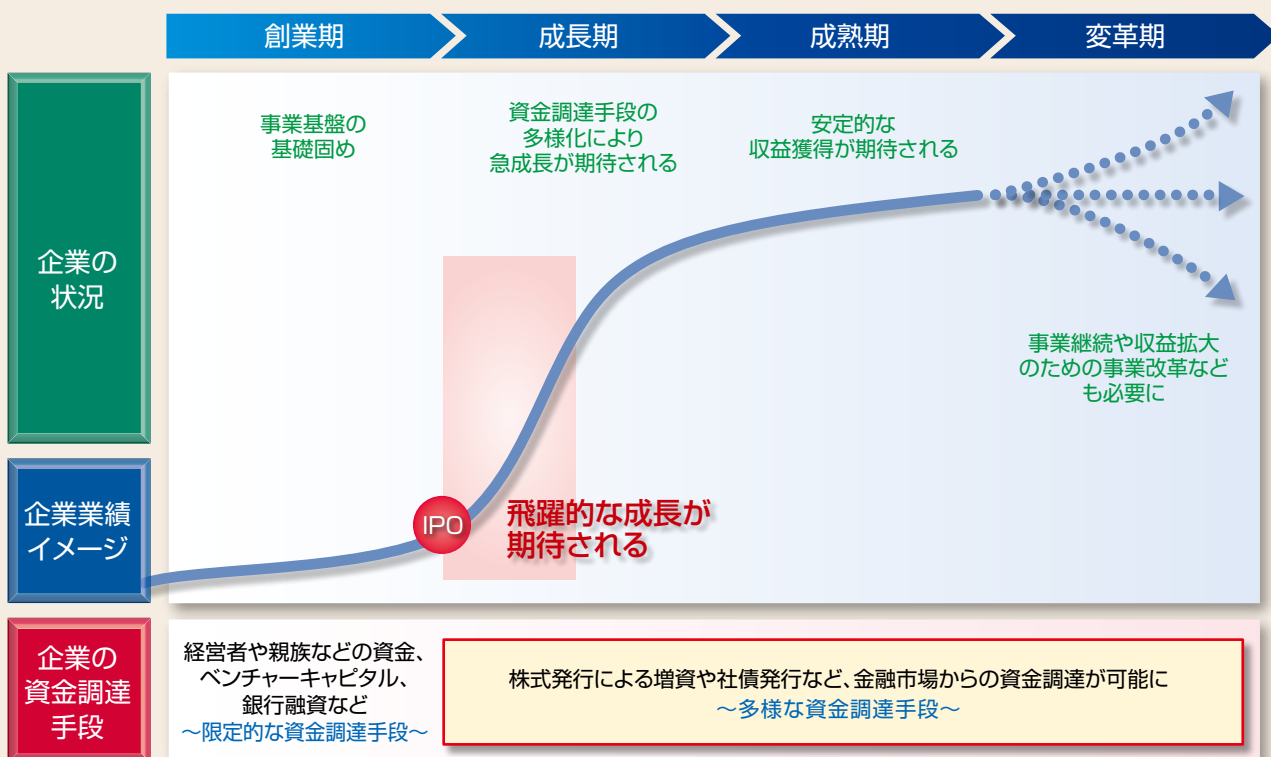 創業期
成長期
成熟期
変革期
企業の
状況
事業基盤の
基礎固め
資金調達手段の
多様化により
急成長が期待される
安定的な
収益獲得が期待される
事業継続や収益拡大
のための事業改革など
も必要に
企業業績
イメージ
IPO
飛躍的な成長が
期待される
企業の
資金調達
手段
経営者や親族などの資金、
ベンチャーキャピタル、
銀行融資など
～限定的な資金調達手段～
株式発行による増資や社債発行など、金融市場からの資金調達が可能に
～多様な資金調達手段～